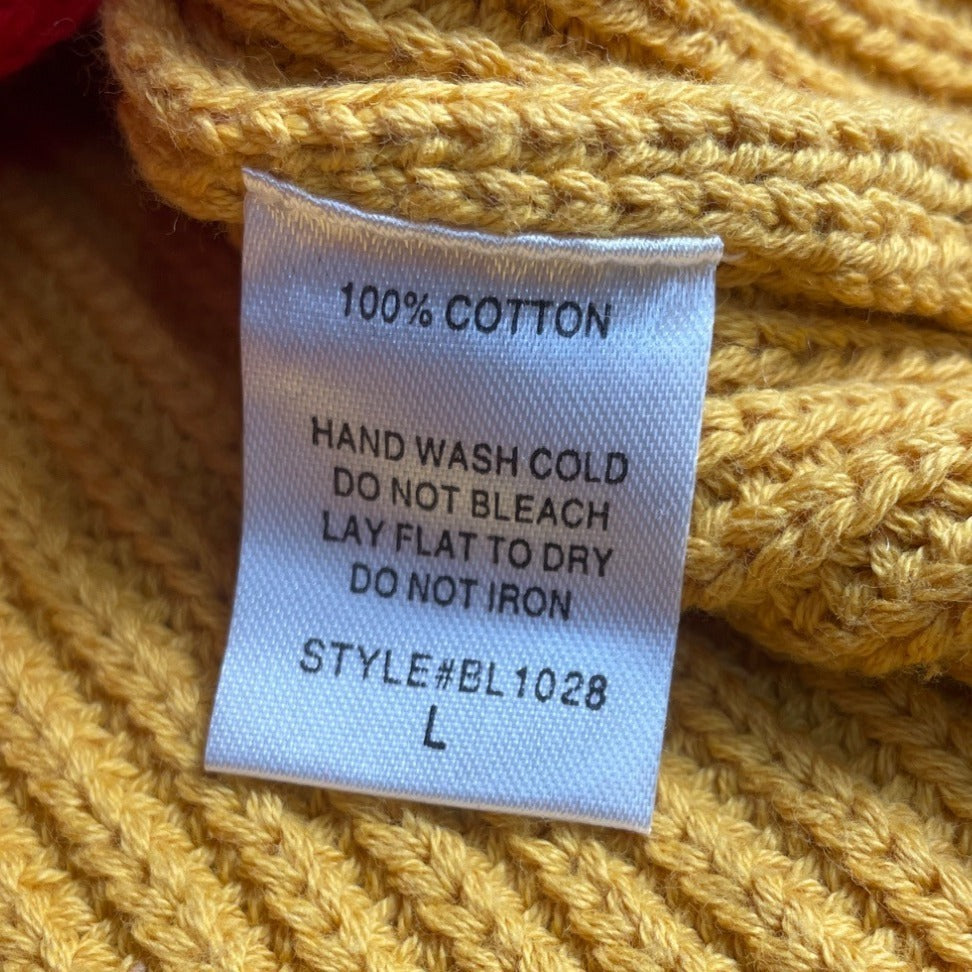 100% COTTON
HAND WASH COLD
DO NOT BLEACH
LAY FLAT TO DRY
DO NOT IRON
STYLE#BL1028
L